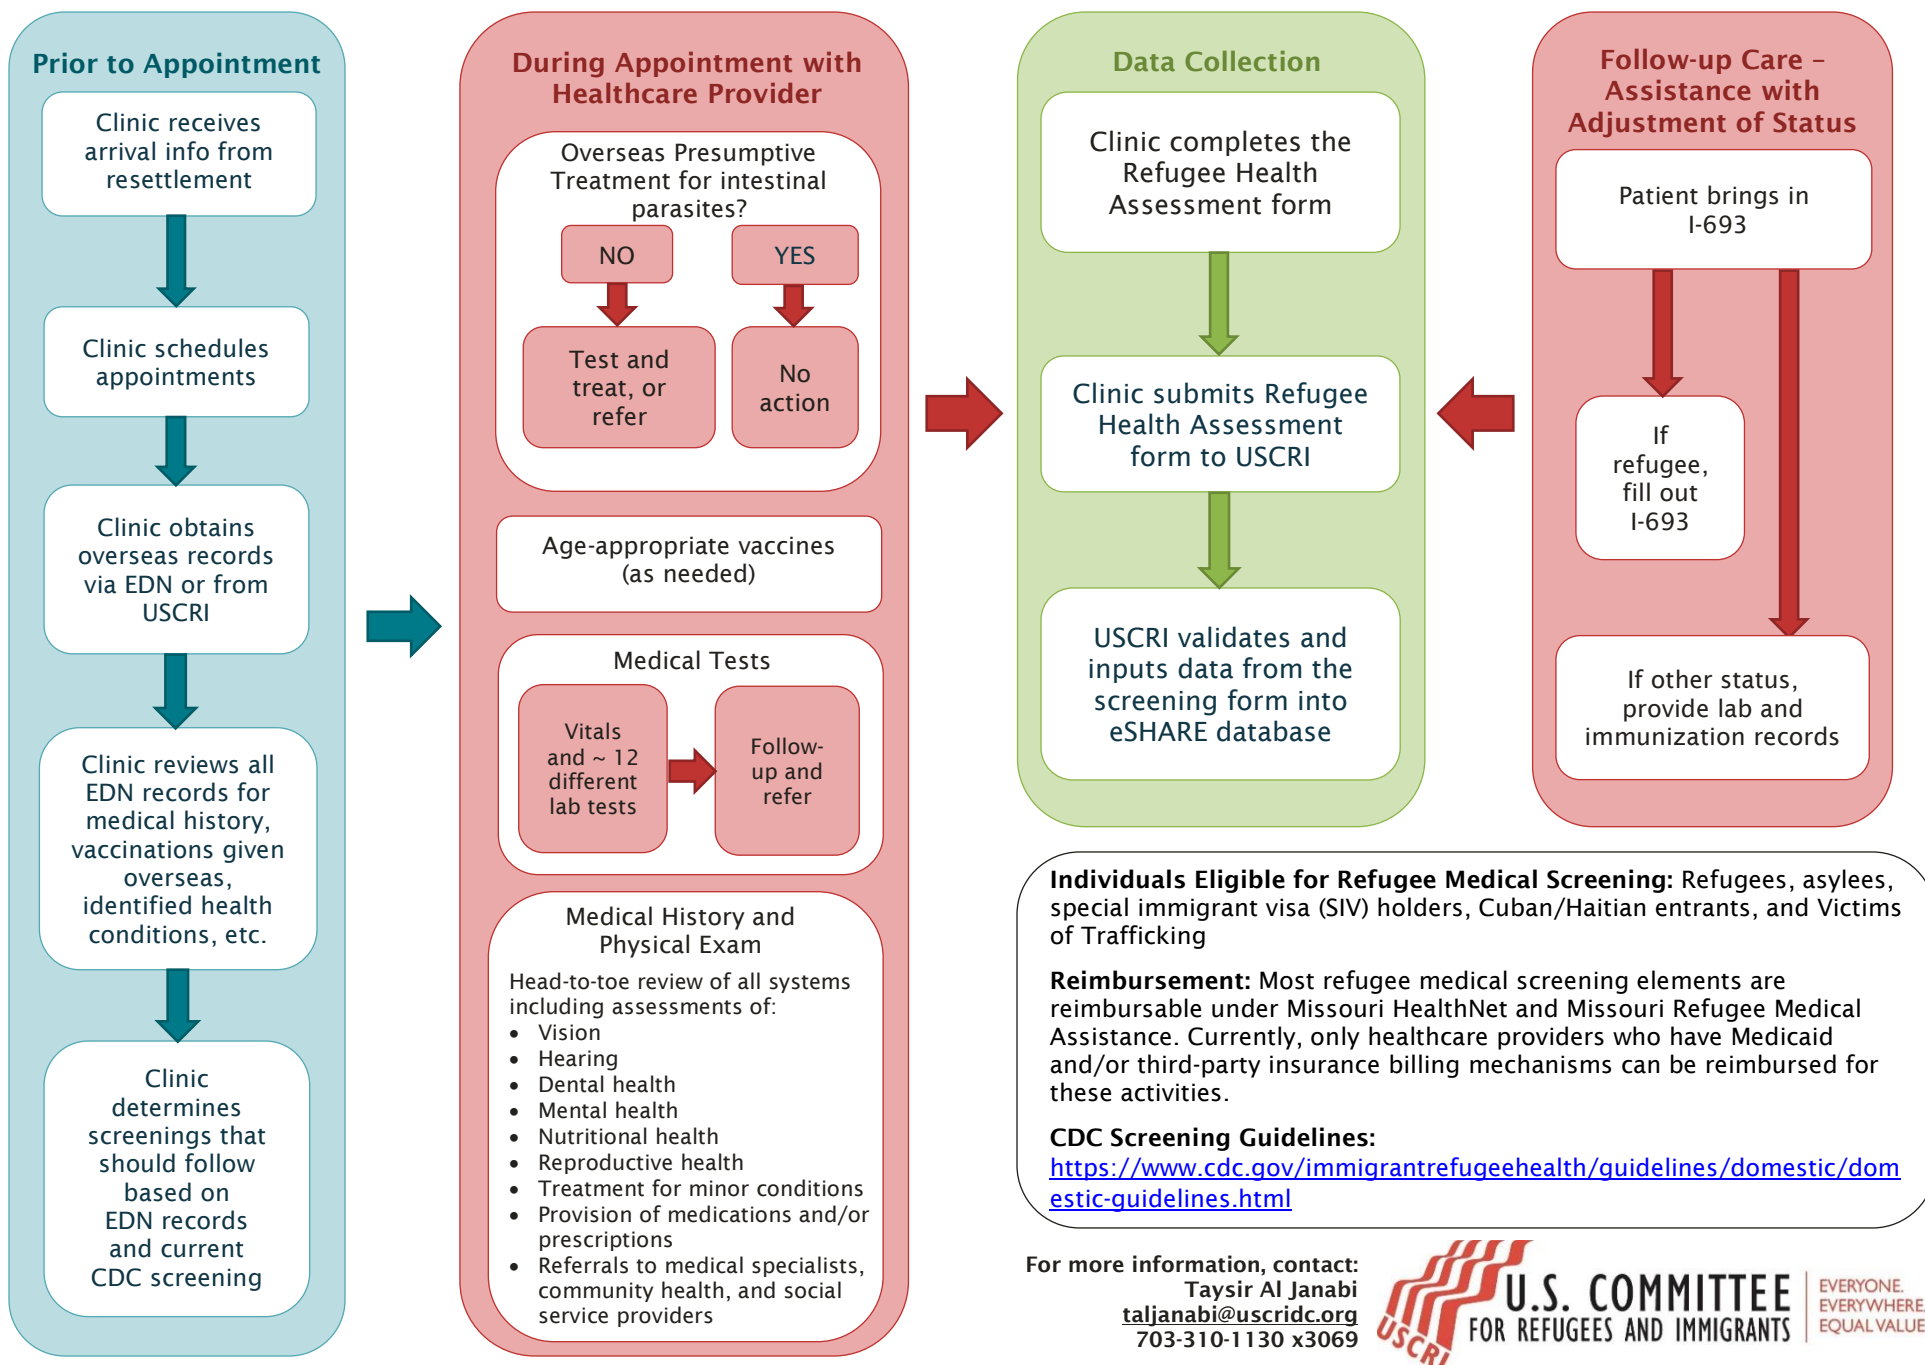 Prior to Appointment
Clinic receives
arrival info from
resettlement
Clinic schedules
appointments
Clinic obtains
overseas records
via EDN or from
USCRI
Clinic reviews all
EDN records for
medical history,
vaccinations given
overseas,
identified health
conditions, etc.
Clinic
determines
screenings that
should follow
based on
EDN records
and current
CDC screening
During Appointment with
Healthcare Provider
Overseas Presumptive
Treatment for intestinal
parasites?
NO
YES
Test and
treat, or
refer
No
action
Age-appropriate vaccines
(as needed)
Medical Tests
Vitals
and ~ 12
different
lab tests
Follow-
up and
refer
Medical History and
Physical Exam
Head-to-toe review of all systems
including assessments of:
• Vision
• Hearing
• Dental health
• Mental health
• Nutritional health
• Reproductive health
• Treatment for minor conditions
• Provision of medications and/or
prescriptions
• Referrals to medical specialists,
community health, and social
service providers
Data Collection
Clinic completes the
Refugee Health
Assessment form
Clinic submits Refugee
Health Assessment
form to USCRI
USCRI validates and
inputs data from the
screening form into
eSHARE database
Follow-up Care –
Assistance with
Adjustment of Status
Patient brings in
I-693
If
refugee,
fill out
I-693
If other status,
provide lab and
immunization records
Individuals Eligible for Refugee Medical Screening: Refugees, asylees,
special immigrant visa (SIV) holders, Cuban/Haitian entrants, and Victims
of Trafficking
Reimbursement: Most refugee medical screening elements are
reimbursable under Missouri HealthNet and Missouri Refugee Medical
Assistance. Currently, only healthcare providers who have Medicaid
and/or third-party insurance billing mechanisms can be reimbursed for
these activities.
CDC Screening Guidelines:
https://www.cdc.gov/immigrantrefugeehealth/guidelines/domestic/dom
estic-guidelines.html
For more information, contact:
Taysir Al Janabi
taljanabi@uscridc.org
703-310-1130 x3069
USCRI
U.S. COMMITTEE
FOR REFUGEES AND IMMIGRANTS
EVERYONE.
EVERYWHERE.
EQUAL VALUE